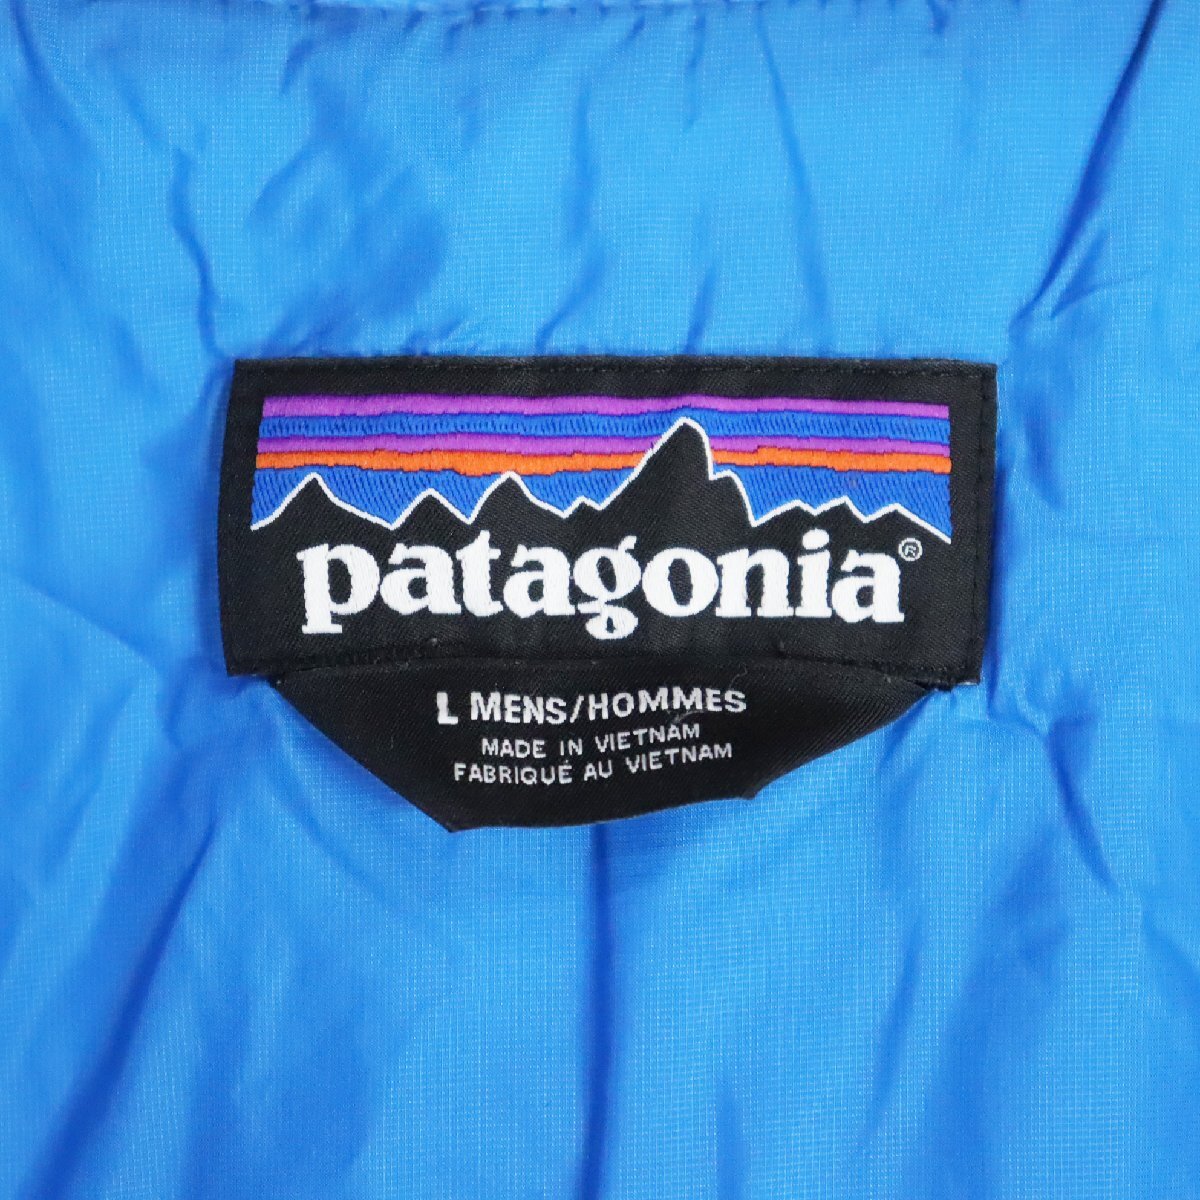 patagonia®
L MENS/HOMMES
MADE IN VIETNAM
FABRIQUÉ AU VIETNAM